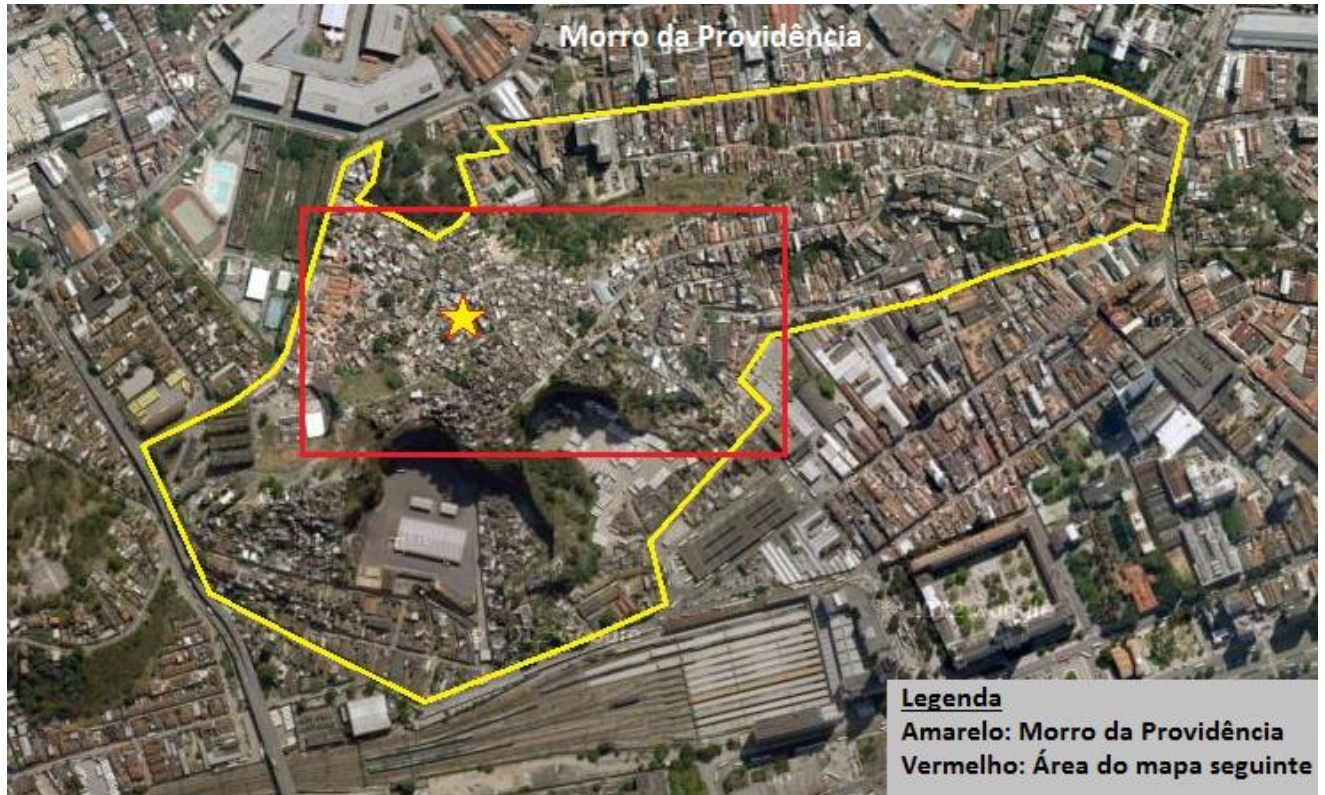 Morro da Providência
Legenda
Amarelo: Morro da Providência
Vermelho: Área do mapa seguinte